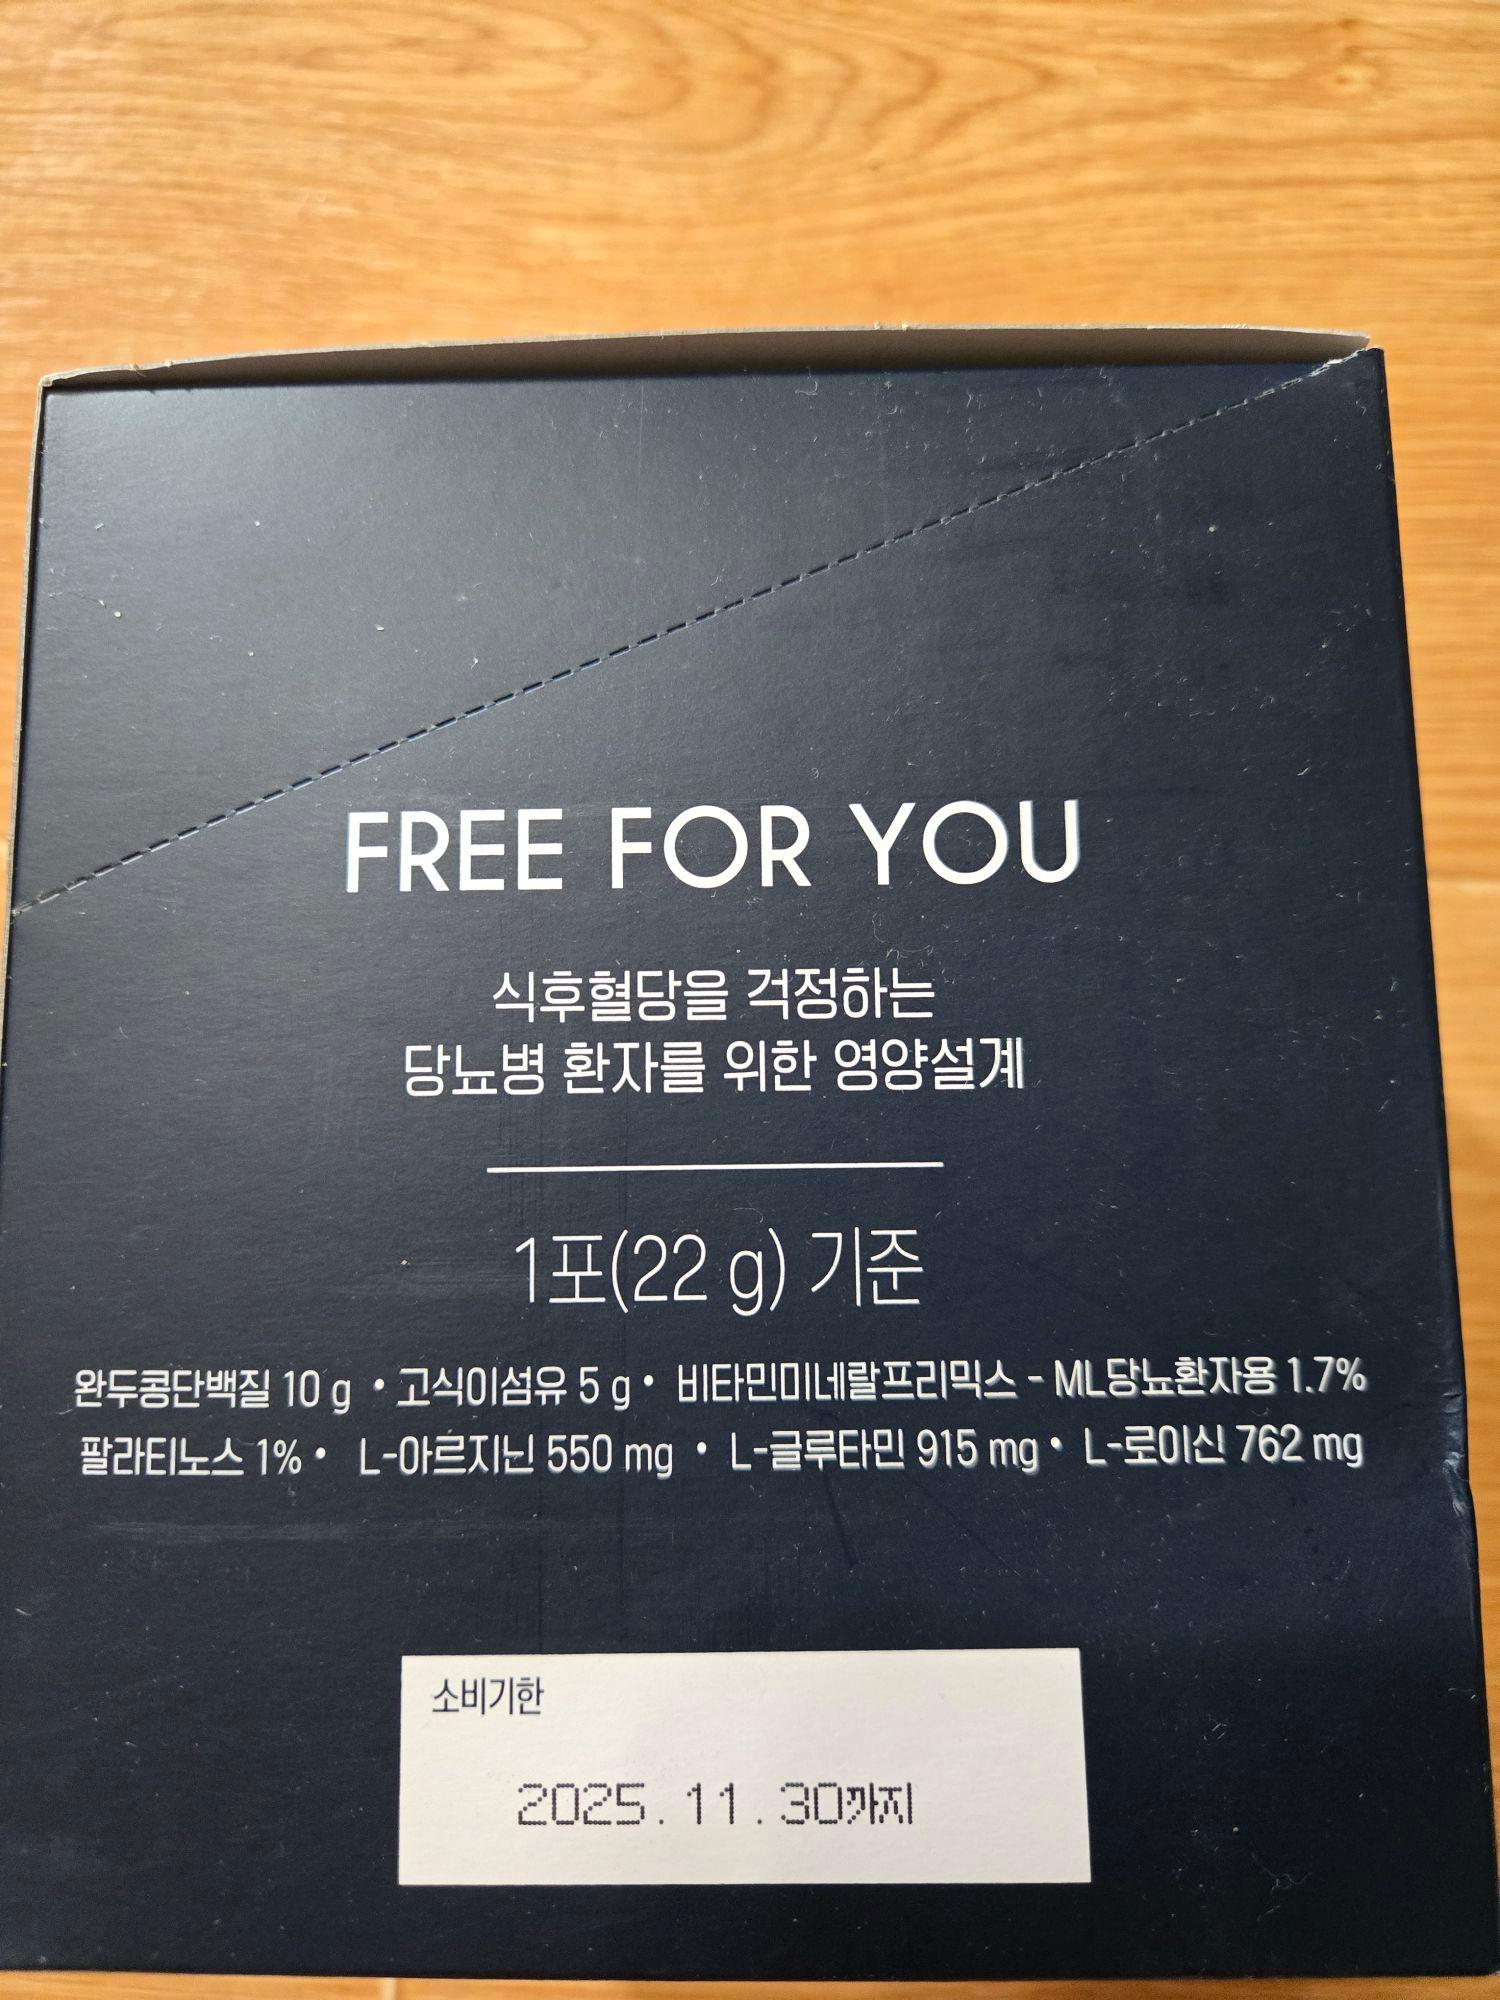 FREE FOR YOU
식후혈당을 걱정하는
당뇨병 환자를 위한 영양설계
1포(22 g) 기준
완두콩단백질 10 g • 고식이섬유 5 g • 비타민미네랄프리믹스 - ML당뇨환자용 1.7%
팔라티노스 1% • L-아르지닌 550 mg • L-글루타민 915 mg • L-로이신 762 mg
소비기한
2025.11.30까지